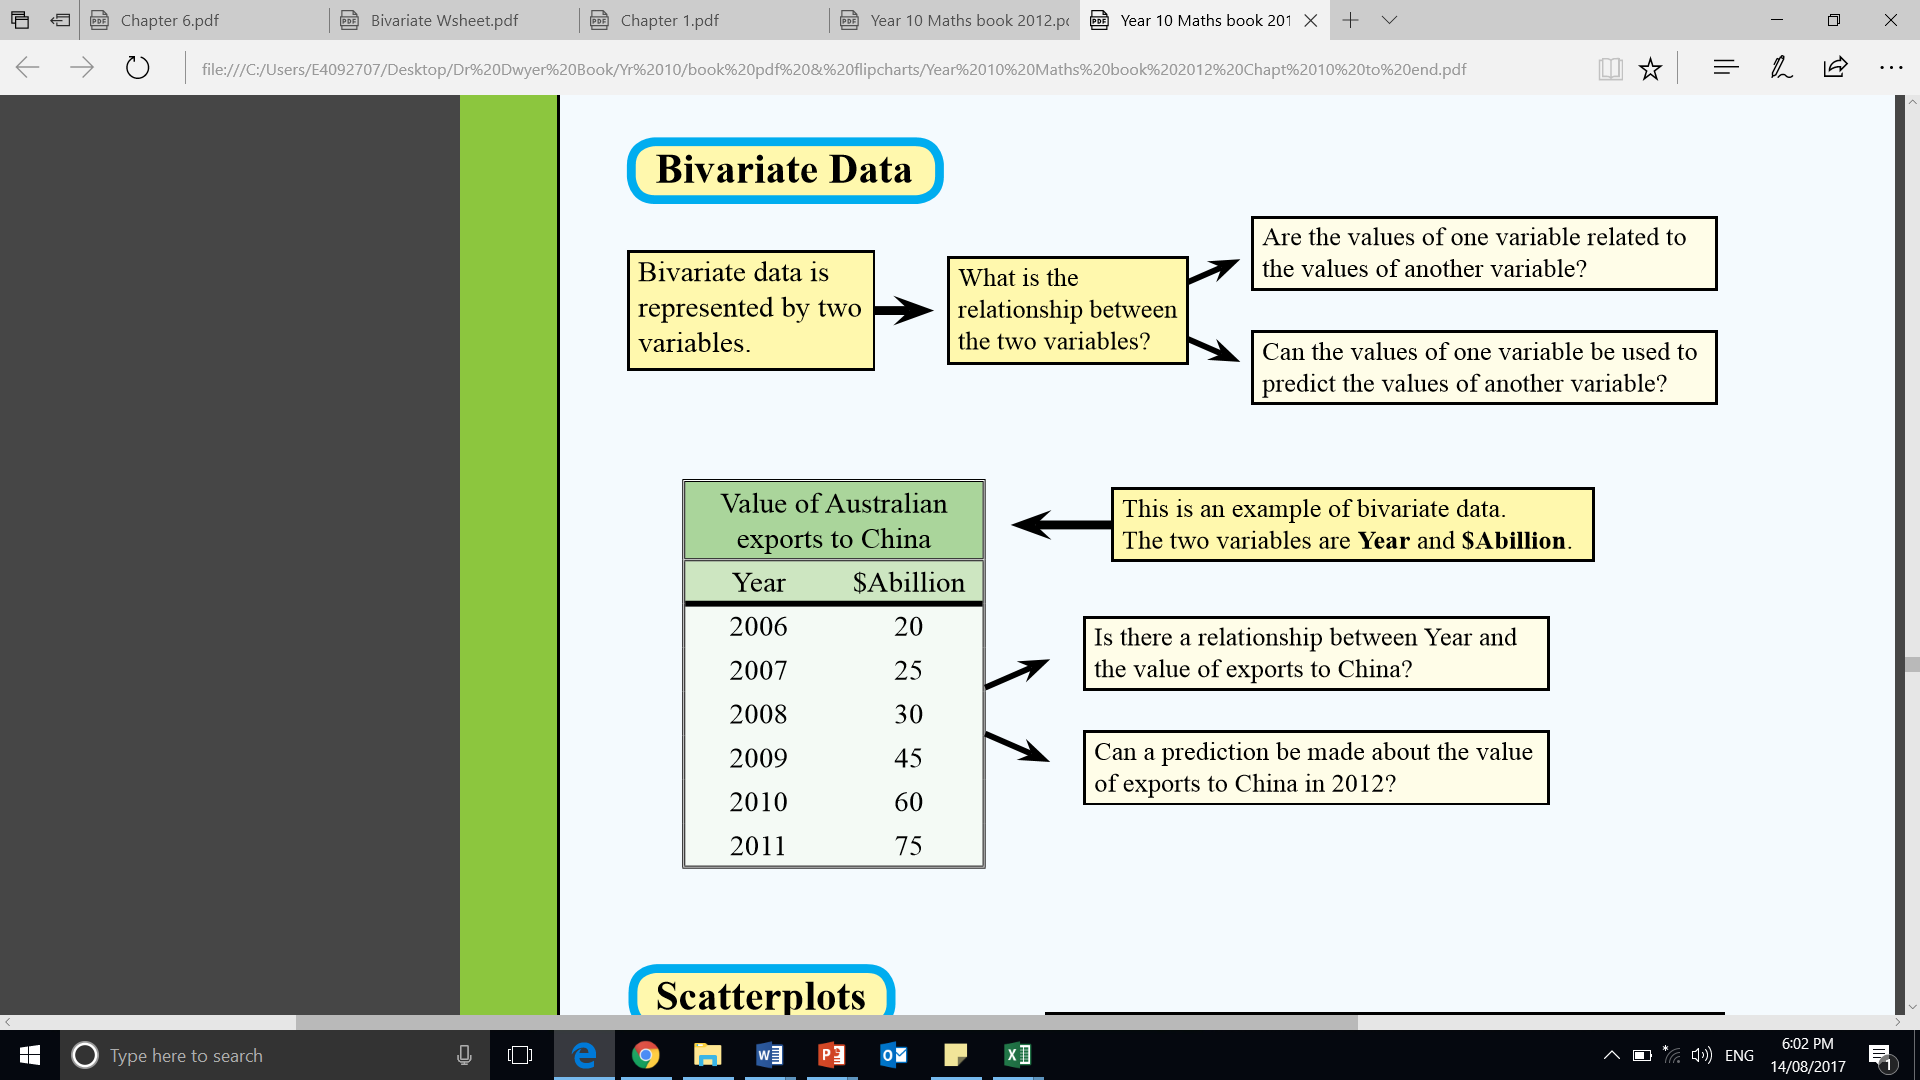 Chapter 6.pdf
Bivariate Wsheet.pdf
Chapter 1.pdf
Year 10 Maths book 2012.pd
Year 10 Maths book 201
file:///C:/Users/E4092707/Desktop/Dr%20Dwyer%20Book/Yr%2010/book%20pdf%20&%20flipcharts/Year%2010%20Maths%20book%202012%20Chapt%2010%20to%20end.pdf
Bivariate Data
Bivariate data is
represented by two
variables.
What is the
relationship between
the two variables?
Are the values of one variable related to
the values of another variable?
Can the values of one variable be used to
predict the values of another variable?
Value of Australian
exports to China
Year $Abillion
2006 20
2007 25
2008 30
2009 45
2010 60
2011 75
This is an example of bivariate data.
The two variables are Year and $Abillion.
Is there a relationship between Year and
the value of exports to China?
Can a prediction be made about the value
of exports to China in 2012?
Scatterplots
Type here to search
ENG
6:02 PM
14/08/2017
1